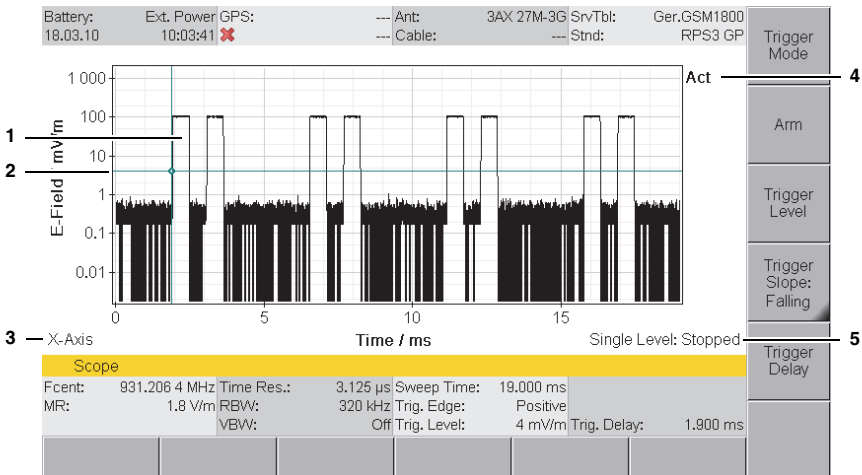 Battery: Ext. Power GPS: --- Ant: 3AX 27M-3G SrvTbl: Ger.GSM1800
18.03.10 10:03:41 --- Cable: --- Stnd: RPS3 GP
Trigger
Mode
Arm
Trigger
Level
Trigger
Slope:
Falling
Trigger
Delay
Act
4
1
2
E-Field / mV/m
1 000
100
10
1
0.1
0.01
0
5
10
15
3
X-Axis
Time / ms
Single Level: Stopped
5
Scope
Fcent: 931.206 4 MHz Time Res.: 3.125 µs Sweep Time: 19.000 ms
MR: 1.8 V/m RBW: 320 kHz Trig. Edge: Positive
VBW: Off Trig. Level: 4 mV/m Trig. Delay: 1.900 ms